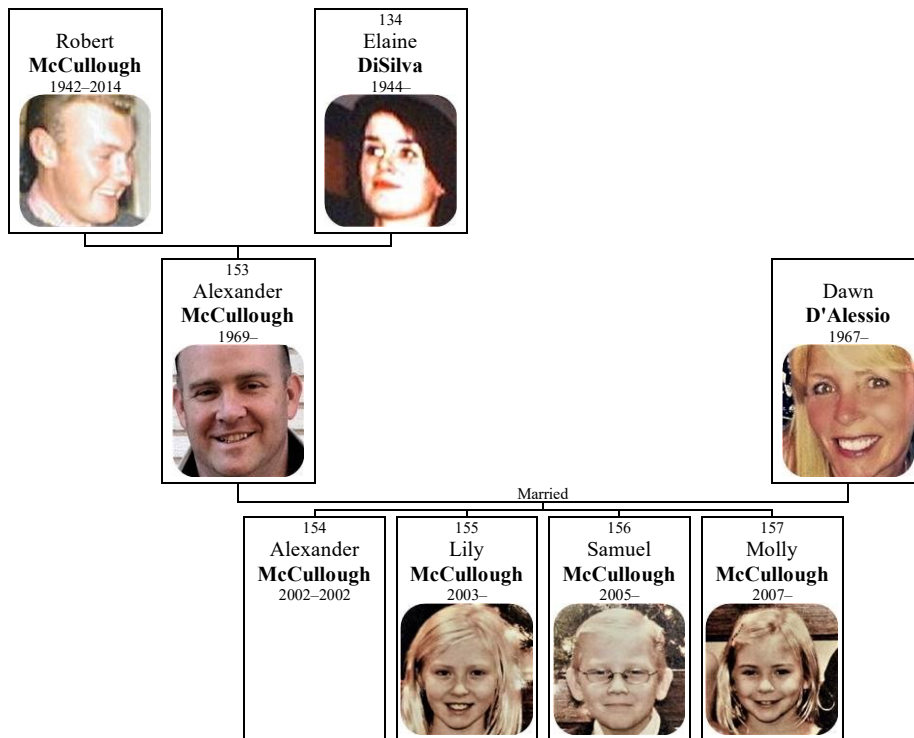 Robert
McCullough
1942–2014
134
Elaine
DiSilva
1944–
153
Alexander
McCullough
1969–
Dawn
D'Alessio
1967–
Married
154
Alexander
McCullough
2002–2002
155
Lily
McCullough
2003–
156
Samuel
McCullough
2005–
157
Molly
McCullough
2007–